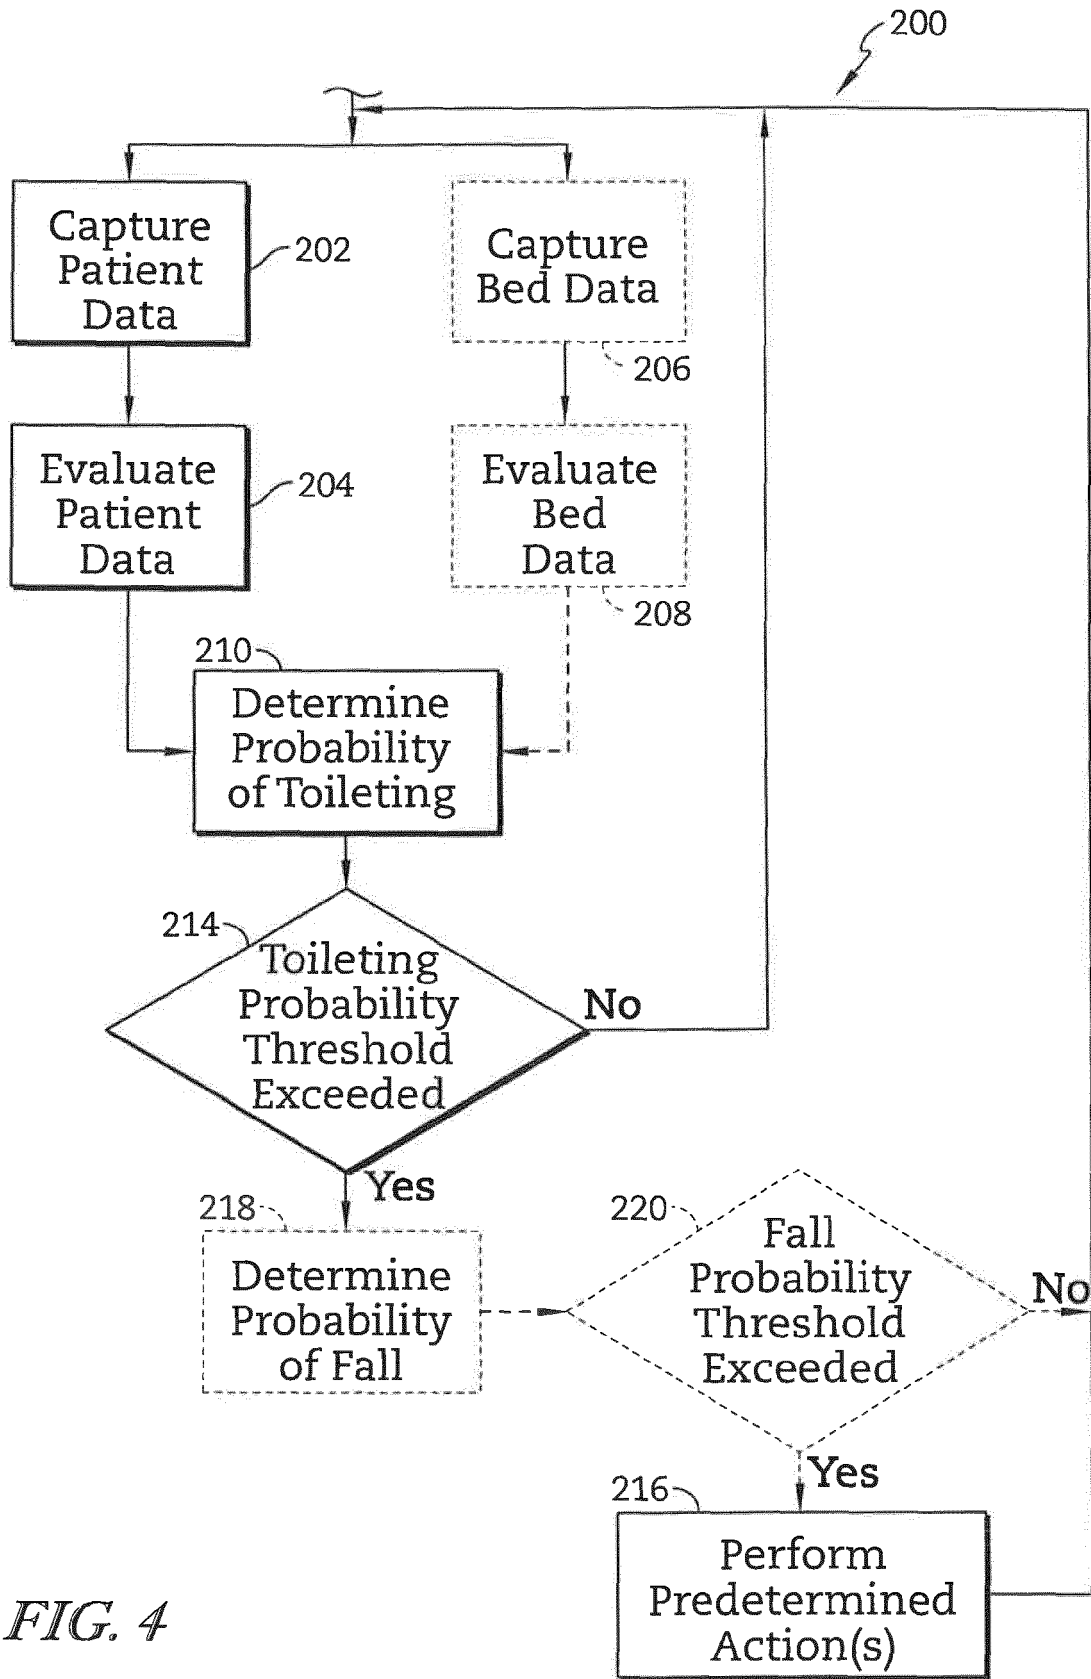 200
Capture
Patient
Data
202
Capture
Bed Data
206
Evaluate
Patient
Data
204
Evaluate
Bed
Data
208
210
Determine
Probability
of Toileting
214
Toileting
Probability
Threshold
Exceeded
No
Yes
218
Determine
Probability
of Fall
220
Fall
Probability
Threshold
Exceeded
No
Yes
216
Perform
Predetermined
Action(s)
FIG. 4